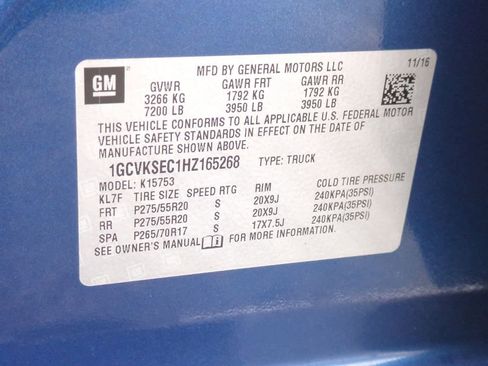 GM
MFD BY GENERAL MOTORS LLC 11/16
GVWR GAWR FRT GAWR RR
3266 KG 1792 KG 1792 KG
7200 LB 3950 LB 3950 LB
THIS VEHICLE CONFORMS TO ALL APPLICABLE U.S. FEDERAL MOTOR
VEHICLE SAFETY STANDARDS IN EFFECT ON THE DATE OF
MANUFACTURE SHOWN ABOVE.
1GCVKSEC1HZ165268 TYPE: TRUCK
MODEL: K15753
KL7F TIRE SIZE SPEED RTG RIM COLD TIRE PRESSURE
FRT P275/55R20 S 20X9J 240KPA(35PSI)
RR P275/55R20 S 20X9J 240KPA(35PSI)
SPA P265/70R17 S 17X7.5J 240KPA(35PSI)
SEE OWNER'S MANUAL FOR MORE INFORMATION.